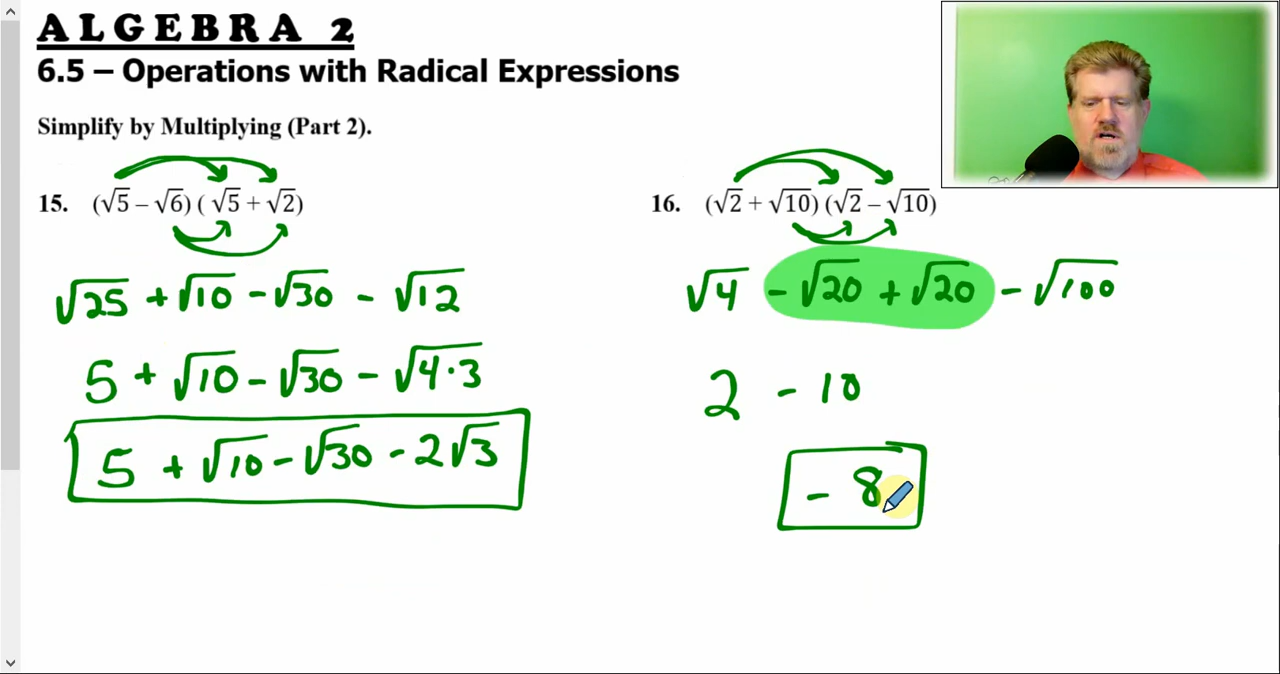 ALGEBRA 2
6.5 – Operations with Radical Expressions
Simplify by Multiplying (Part 2).
15. (√5 – √6) ( √5 + √2)
√25 + √10 - √30 - √12
5 + √10 - √30 - √4·3
5 + √10 - √30 - 2√3
16. (√2 + √10) (√2 – √10)
√4 - √20 + √20 - √100
2 - 10
- 8